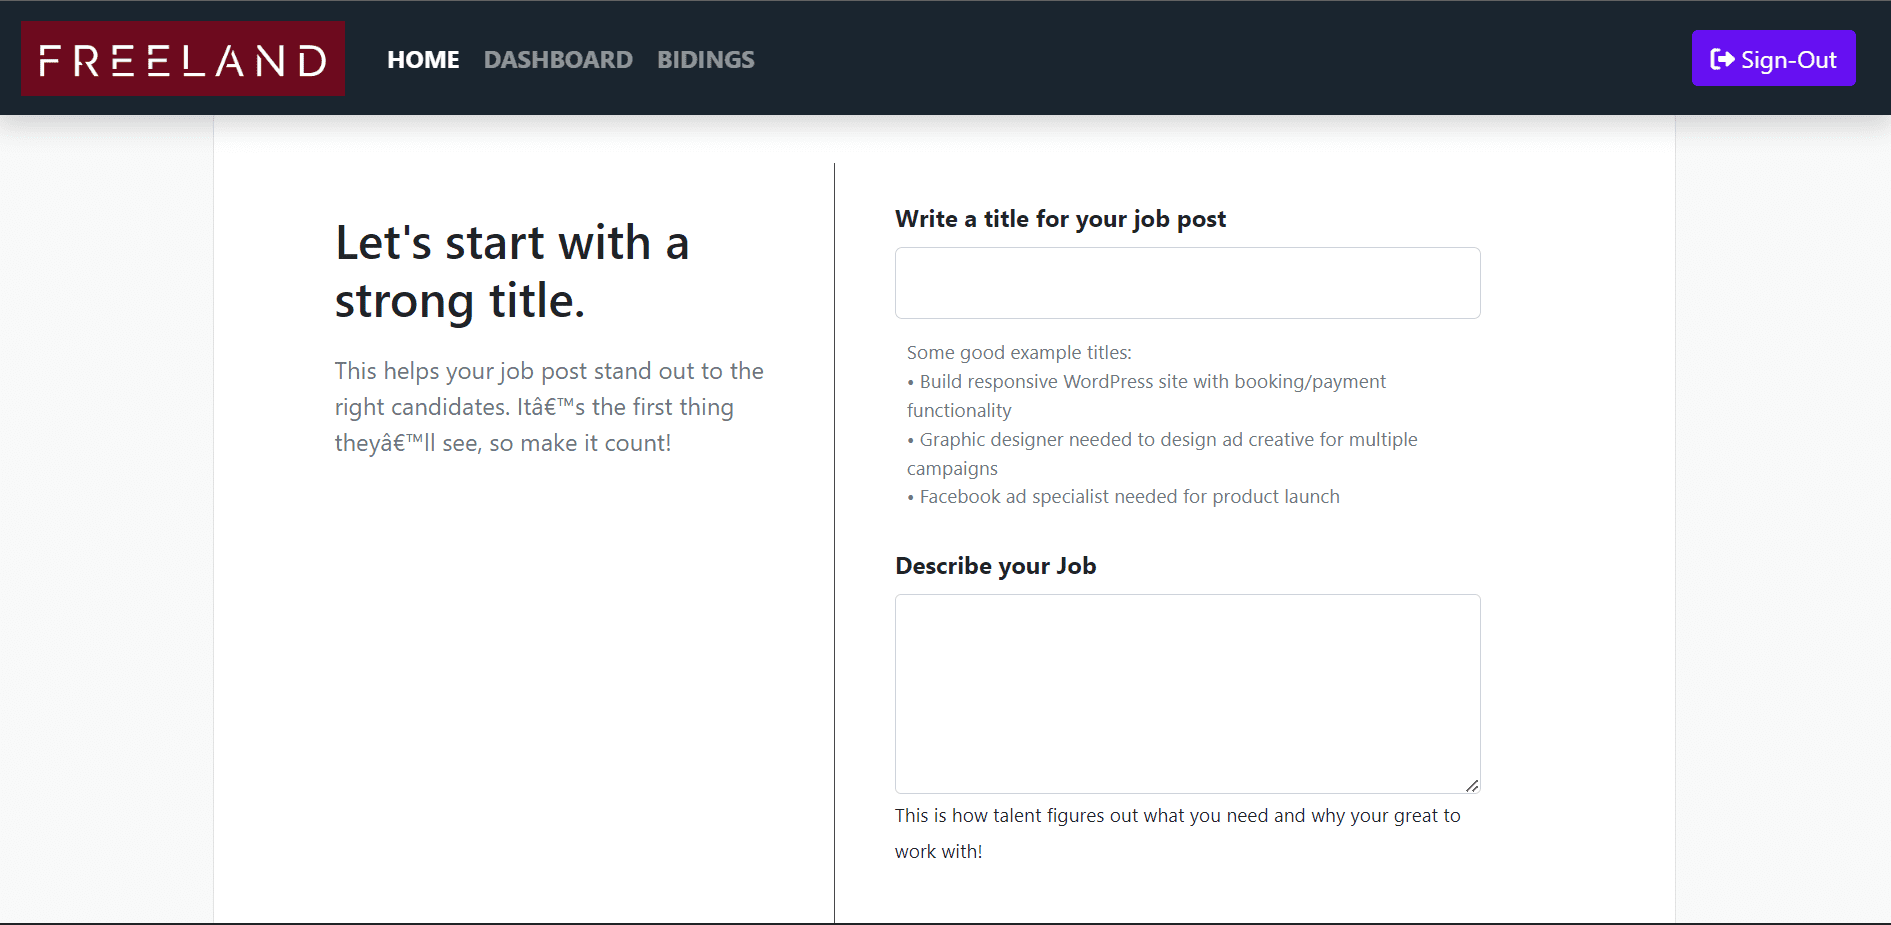 FREELAND
HOME DASHBOARD BIDINGS
Sign-Out
Let's start with a
strong title.
This helps your job post stand out to the
right candidates. Itâ€™s the first thing
theyâ€™ll see, so make it count!
Write a title for your job post
Some good example titles:
• Build responsive WordPress site with booking/payment
functionality
• Graphic designer needed to design ad creative for multiple
campaigns
• Facebook ad specialist needed for product launch
Describe your Job
This is how talent figures out what you need and why your great to
work with!